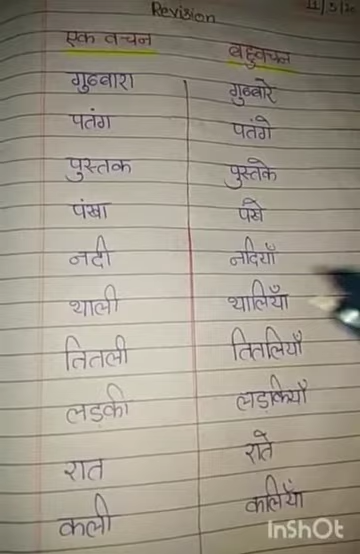 Revision
एक वचन बहुवचन
गुब्बारा गुब्बारे
पतंग पतंगे
पुस्तक पुस्तके
पंखा पंखे
नदी नदियाँ
थाली थालियाँ
तितली तितलियाँ
लड़की लड़कियाँ
रात राते
कली कलियाँ
InShOt